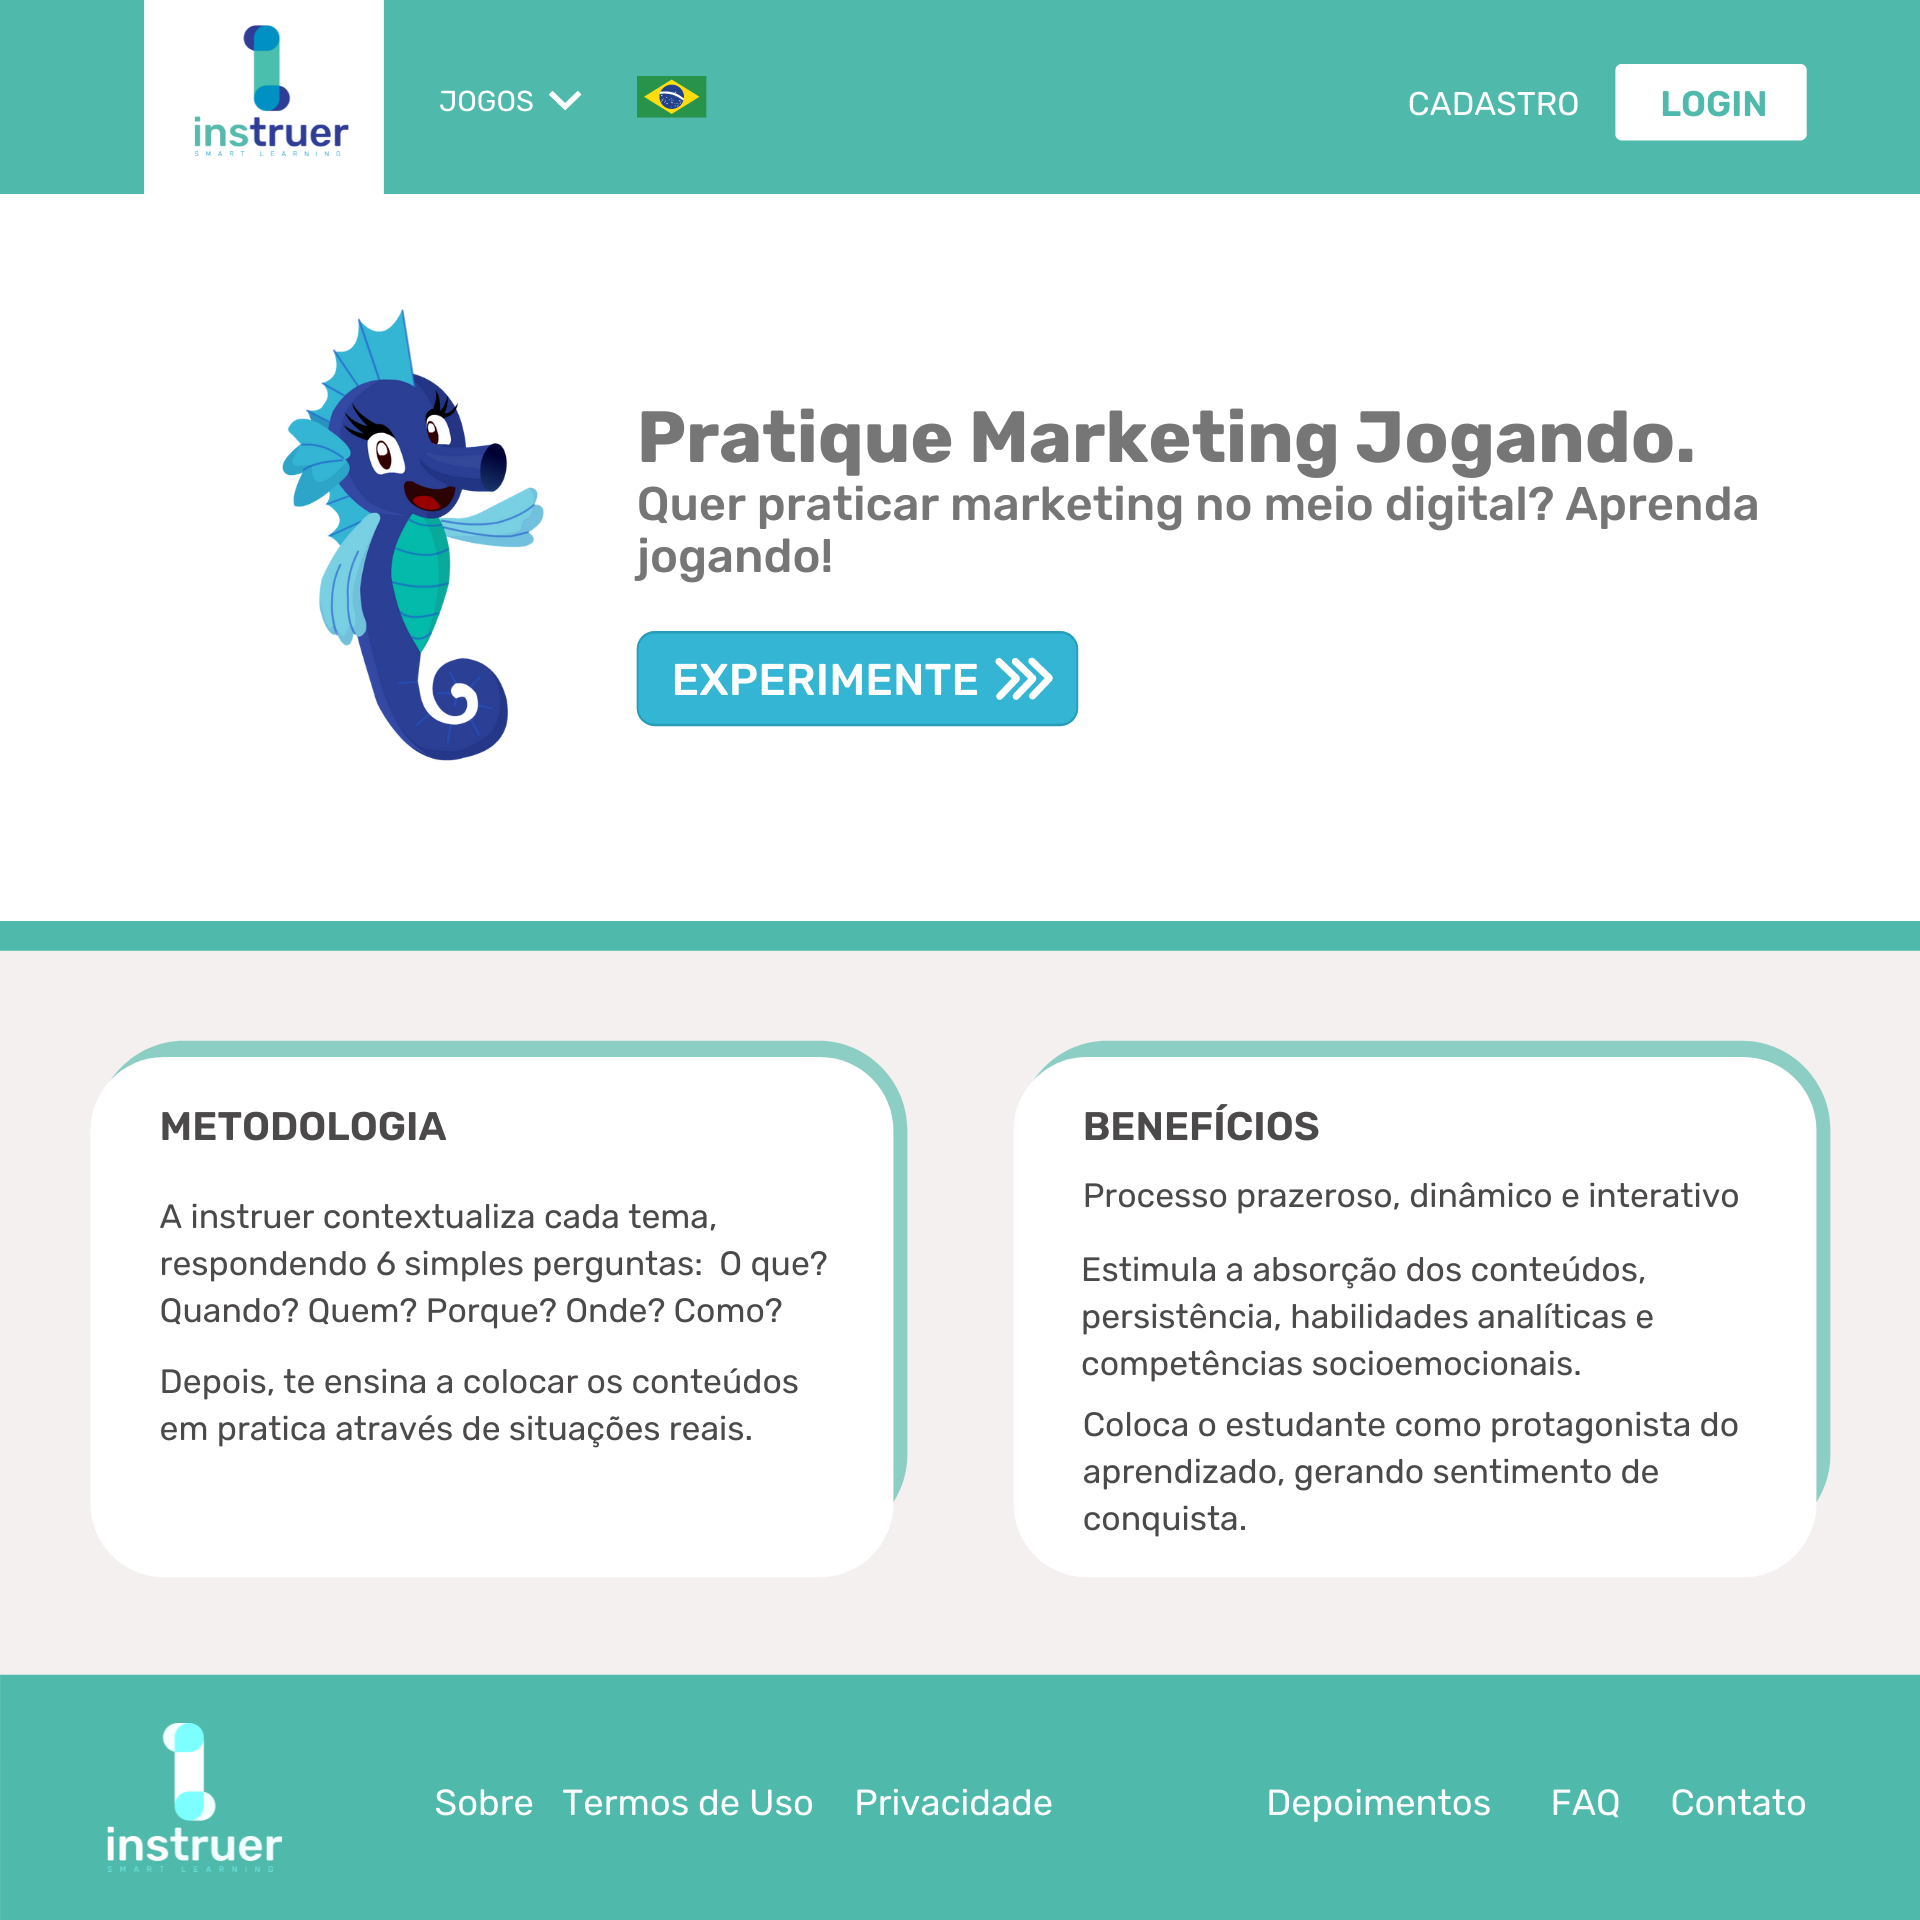 instruer
SMART LEARNING
JOGOS
CADASTRO
LOGIN
Pratique Marketing Jogando.
Quer praticar marketing no meio digital? Aprenda
jogando!
EXPERIMENTE
METODOLOGIA
A instruer contextualiza cada tema,
respondendo 6 simples perguntas:  O que?
Quando? Quem? Porque? Onde? Como?
Depois, te ensina a colocar os conteúdos
em pratica através de situações reais.
BENEFÍCIOS
Processo prazeroso, dinâmico e interativo
Estimula a absorção dos conteúdos,
persistência, habilidades analíticas e
competências socioemocionais.
Coloca o estudante como protagonista do
aprendizado, gerando sentimento de
conquista.
instruer
SMART LEARNING
Sobre
Termos de Uso
Privacidade
Depoimentos
FAQ
Contato